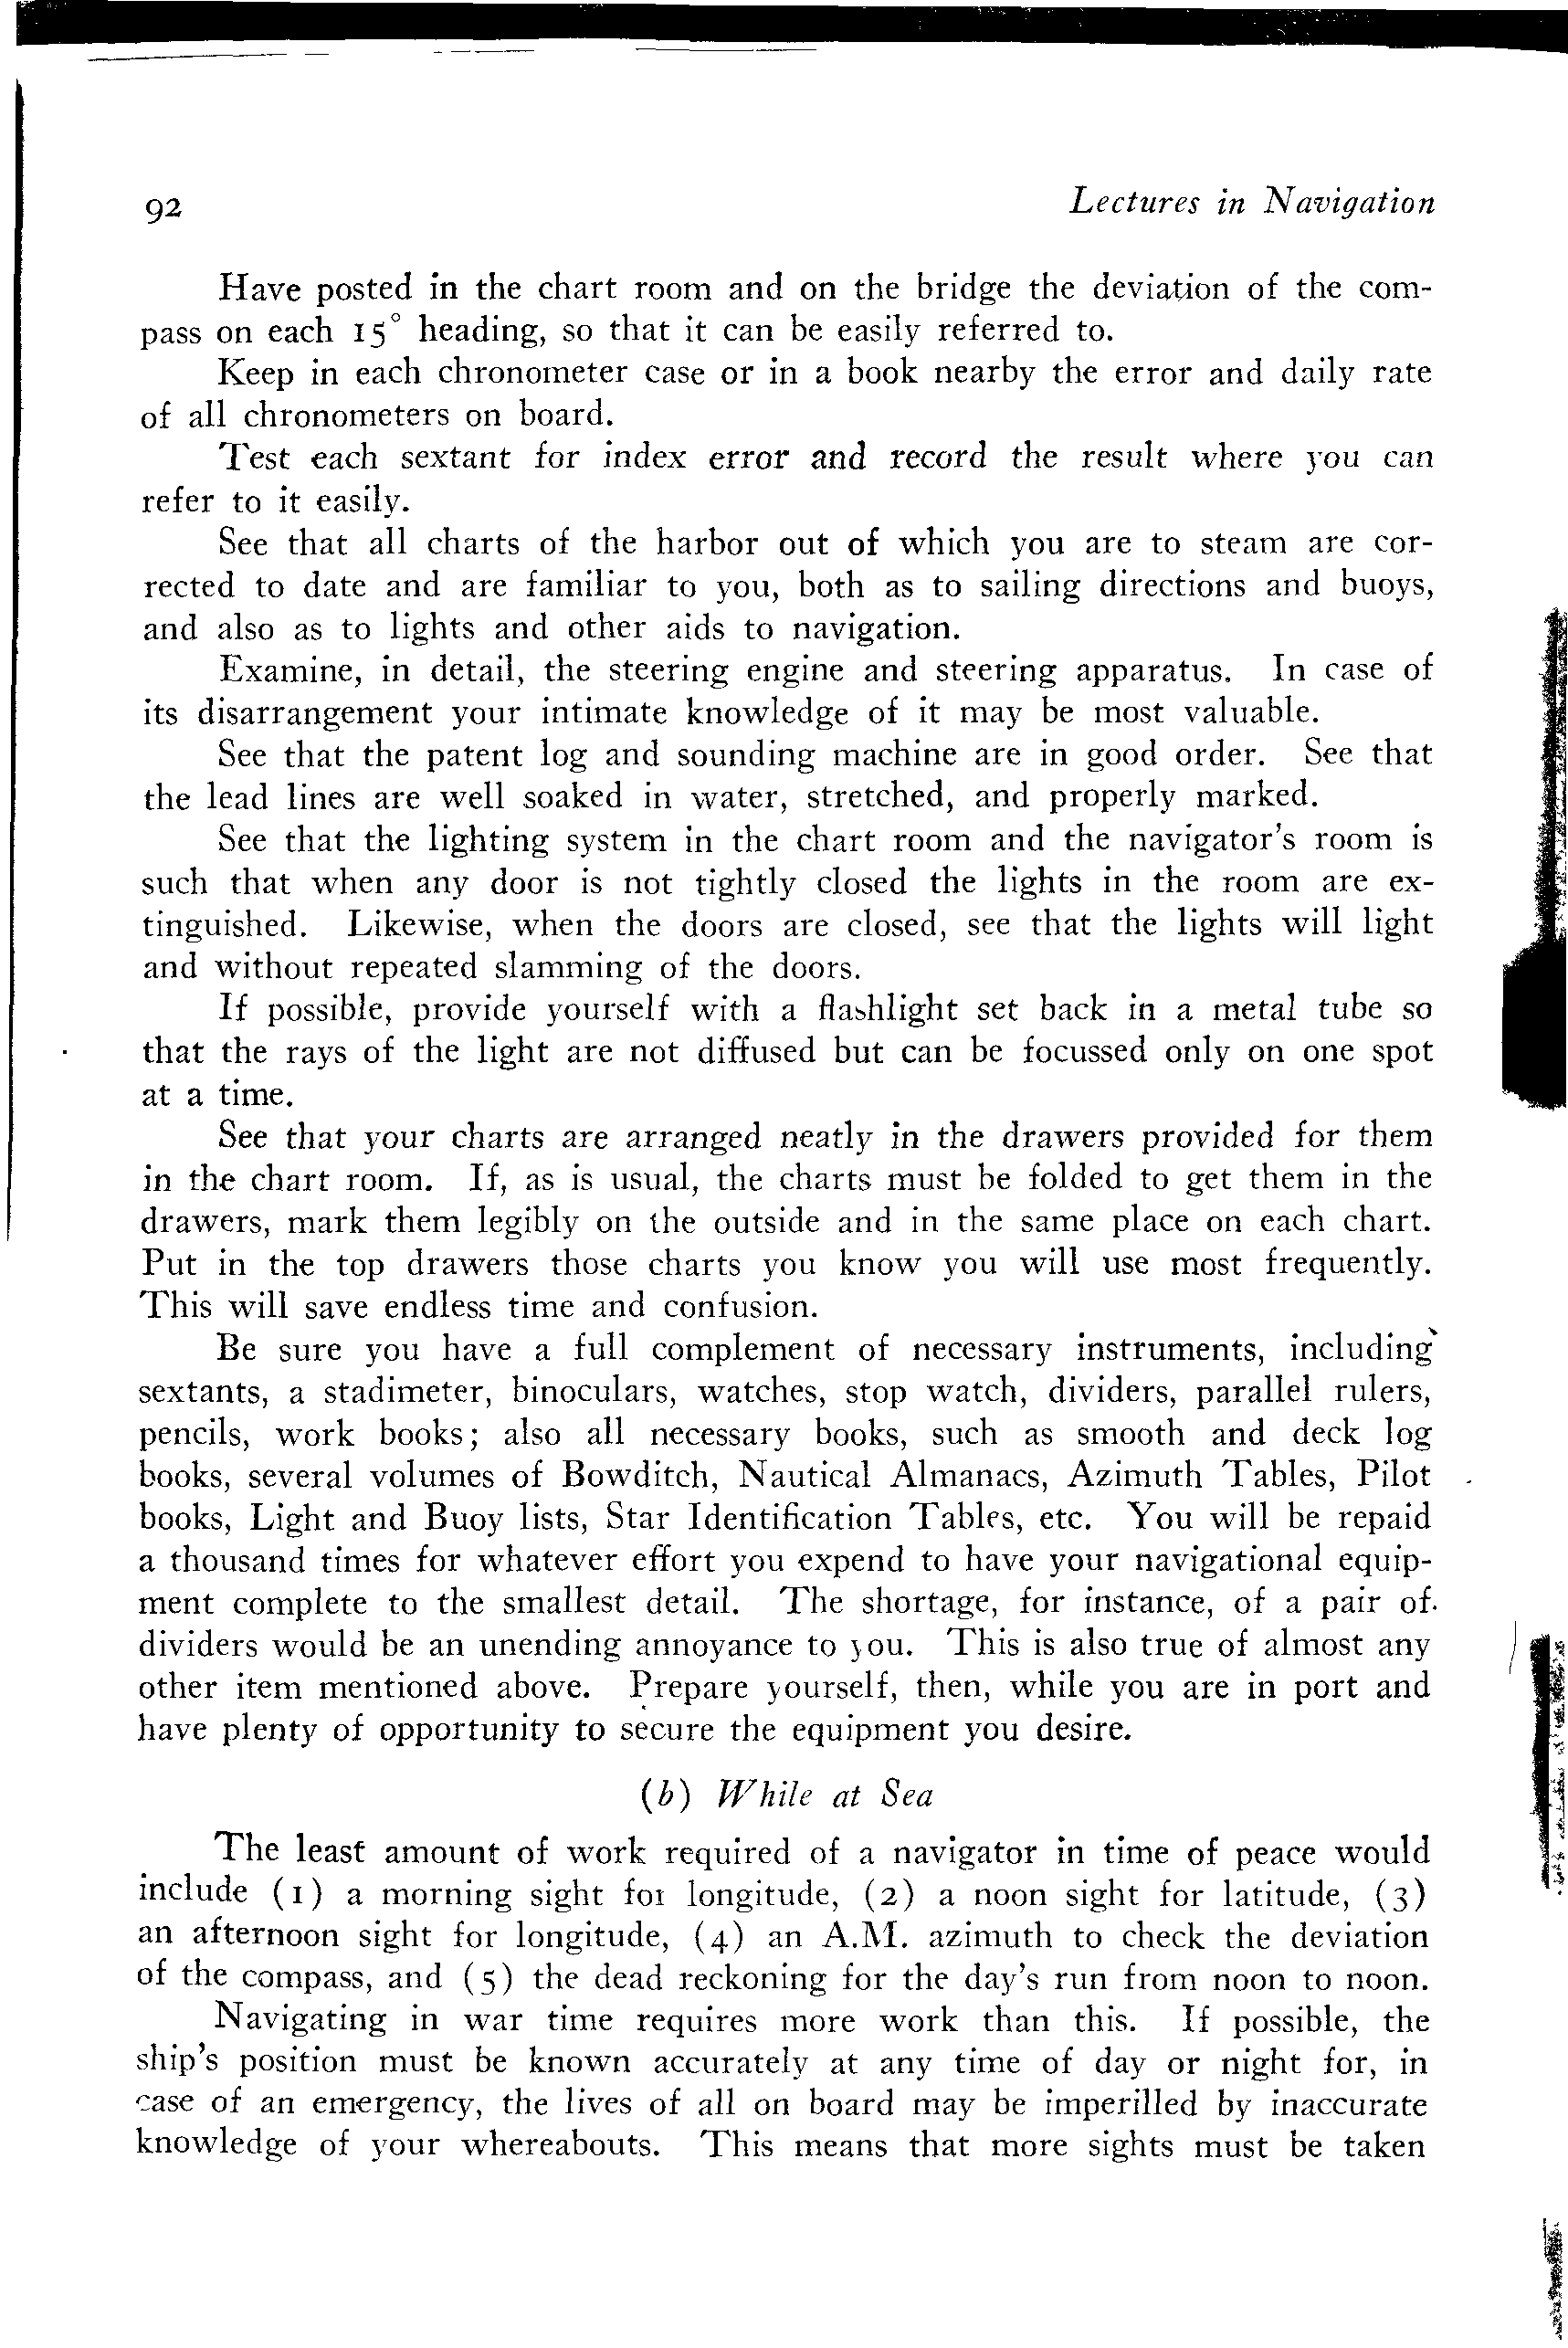 92 Lectures in Navigation
Have posted in the chart room and on the bridge the deviation of the com-
pass on each 15° heading, so that it can be easily referred to.
Keep in each chronometer case or in a book nearby the error and daily rate
of all chronometers on board.
Test each sextant for index error and record the result where you can
refer to it easily.
See that all charts of the harbor out of which you are to steam are cor-
rected to date and are familiar to you, both as to sailing directions and buoys,
and also as to lights and other aids to navigation.
Examine, in detail, the steering engine and steering apparatus. In case of
its disarrangement your intimate knowledge of it may be most valuable.
See that the patent log and sounding machine are in good order. See that
the lead lines are well soaked in water, stretched, and properly marked.
See that the lighting system in the chart room and the navigator's room is
such that when any door is not tightly closed the lights in the room are ex-
tinguished. Likewise, when the doors are closed, see that the lights will light
and without repeated slamming of the doors.
If possible, provide yourself with a flashlight set back in a metal tube so
that the rays of the light are not diffused but can be focussed only on one spot
at a time.
See that your charts are arranged neatly in the drawers provided for them
in the chart room. If, as is usual, the charts must be folded to get them in the
drawers, mark them legibly on the outside and in the same place on each chart.
Put in the top drawers those charts you know you will use most frequently.
This will save endless time and confusion.
Be sure you have a full complement of necessary instruments, including
sextants, a stadimeter, binoculars, watches, stop watch, dividers, parallel rulers,
pencils, work books; also all necessary books, such as smooth and deck log
books, several volumes of Bowditch, Nautical Almanacs, Azimuth Tables, Pilot
books, Light and Buoy lists, Star Identification Tables, etc. You will be repaid
a thousand times for whatever effort you expend to have your navigational equip-
ment complete to the smallest detail. The shortage, for instance, of a pair of
dividers would be an unending annoyance to you. This is also true of almost any
other item mentioned above. Prepare yourself, then, while you are in port and
have plenty of opportunity to secure the equipment you desire.
(b) While at Sea
The least amount of work required of a navigator in time of peace would
include (1) a morning sight for longitude, (2) a noon sight for latitude, (3)
an afternoon sight for longitude, (4) an A.M. azimuth to check the deviation
of the compass, and (5) the dead reckoning for the day's run from noon to noon.
Navigating in war time requires more work than this. If possible, the
ship's position must be known accurately at any time of day or night for, in
case of an emergency, the lives of all on board may be imperilled by inaccurate
knowledge of your whereabouts. This means that more sights must be taken